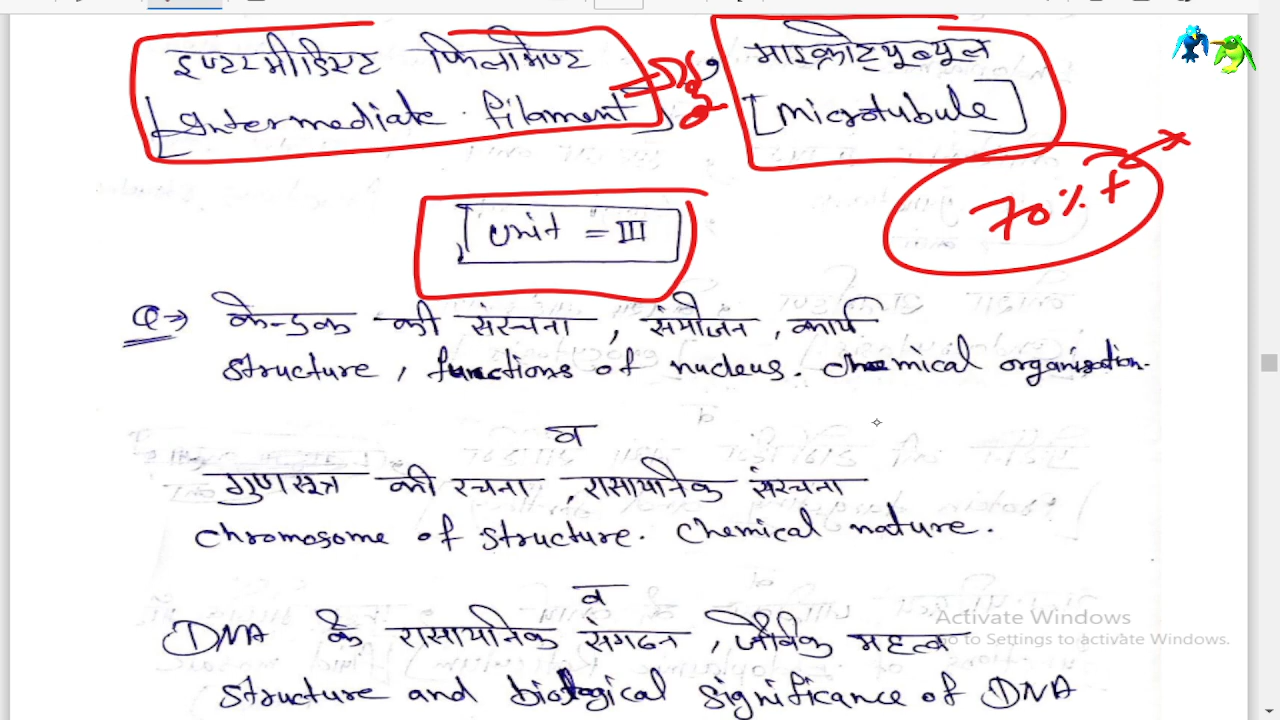 इण्टरमीडिएट फिलामेण्ट
[Intermediate filament]
,
माइक्रोट्यूब्यूल
[Microtubule]
70% +
Unit = III
Q→ केन्द्रक की संरचना, संयोजन, कार्य
structure, functions of nucleus. chemical organisation.
व
गुणसूत्र की रचना, रासायनिक संरचना
chromosome of structure. chemical nature.
व
DNA के रासायनिक संगठन, जैविक महत्व
structure and biological significance of DNA
Activate Windows
Go to Settings to activate Windows.